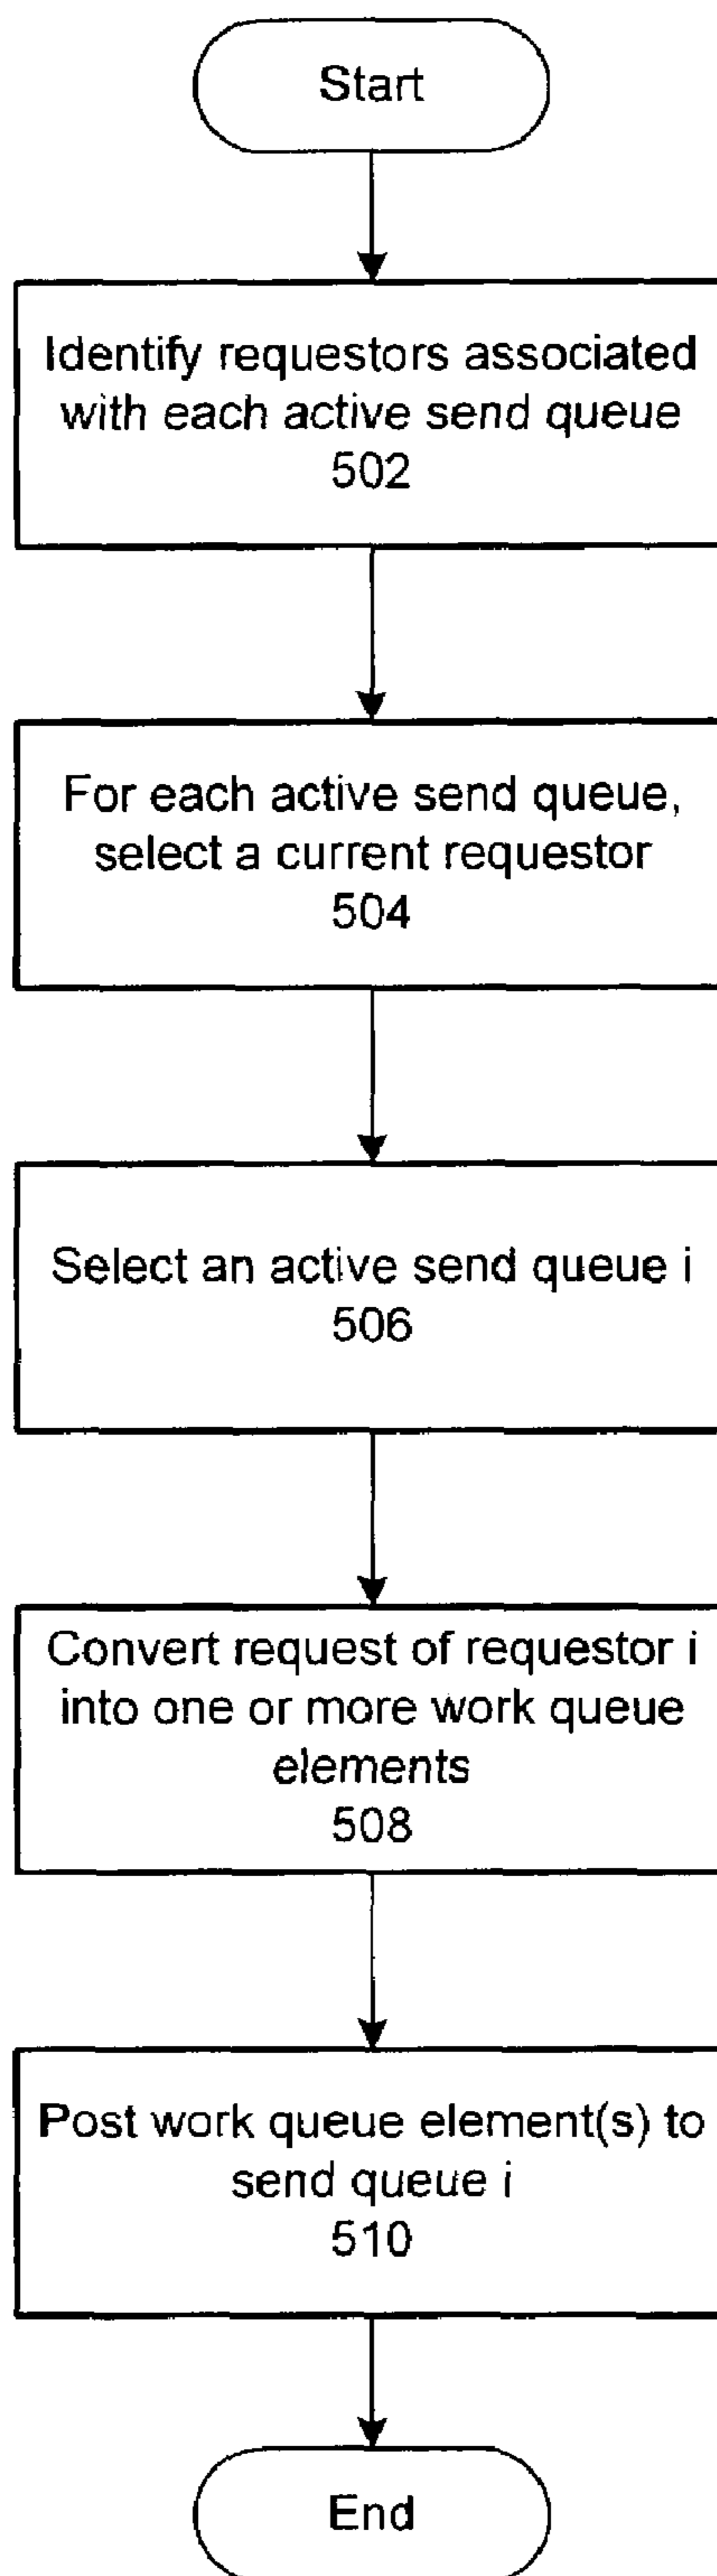 Start
Identify requestors associated
with each active send queue
502
For each active send queue,
select a current requestor
504
Select an active send queue i
506
Convert request of requestor i
into one or more work queue
elements
508
Post work queue element(s) to
send queue i
510
End